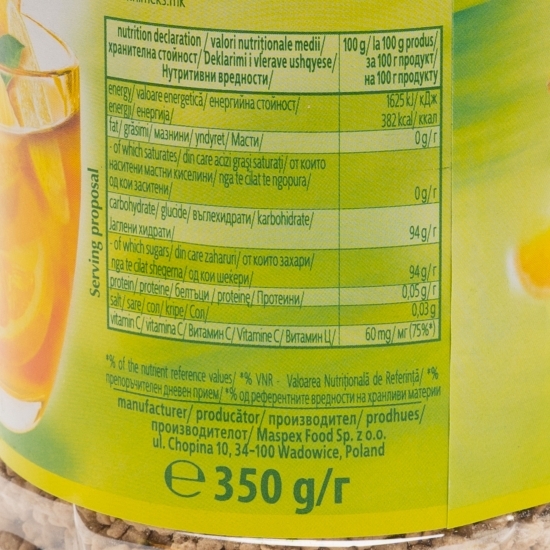 nutrition declaration/ valori nutriționale medii/
хранителна стойност/ Deklarimi i vlerave ushqyese/
Нутритивни вредности/
100 g/ la 100 g produs/
за 100 г продукт/
на 100 г продукту
energy/ valoare energetică/ енергийна стойност/
energji/ енергија/
1625 kJ/ кДж
382 kcal/ ккал
fat/ grăsimi/ мазнини/ yndyret/ Масти/
0 g/ г
- of which saturates/ din care acizi grași saturați/ от които
наситени мастни киселини/ nga te cilat te ngopura/
од кои заситени/
0 g/ г
carbohydrate/ glucide/ въглехидрати/ karbohidrate/
Јаглени хидрати/
94 g/ г
- of which sugars/ din care zaharuri/ от които захари/
nga te cilat sheqerna/ од кои шеќери/
94 g/ г
protein/ proteine/ белтъци/ proteine/ Протеини/
0,05 g/ г
salt/ sare/ сол/ kripe/ Сол/
0,03 g
vitamin C/ vitamina C/ Витамин C/ Vitamine C/ Витамин Ц/
60 mg/ мг (75%*)
Serving proposal
*% of the nutrient reference values/ *% VNR - Valoarea Nutrițională de Referință/ *%
препоръчителен дневен прием/ *% од референтните вредности на хранливи материи
manufacturer/ producător/ производител/ prodhues/
производителот/ Maspex Food Sp. z o.o.
ul. Chopina 10, 34-100 Wadowice, Poland
e 350 g/г